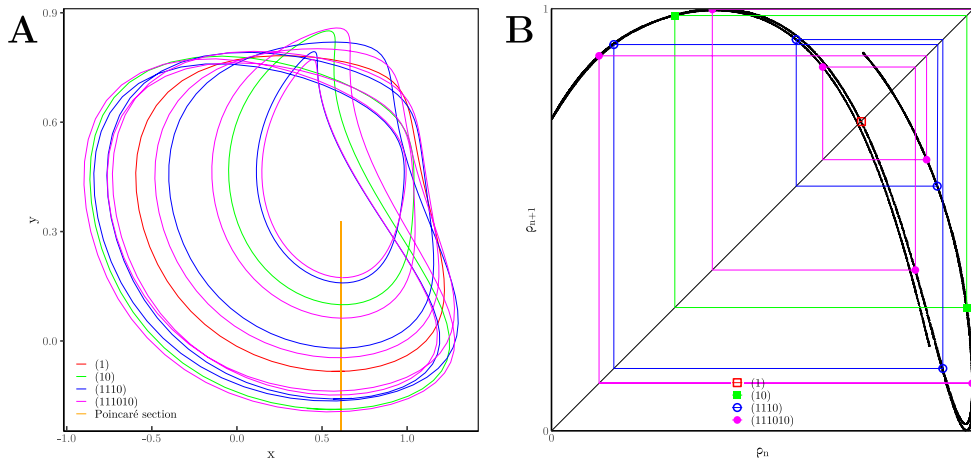 A
0.9
0.6
y
0.3
0.0
(1)
(10)
(1110)
(111010)
Poincaré section
-1.0
-0.5
0.0
0.5
1.0
x
B
1
ρn+1
(1)
(10)
(1110)
(111010)
0
0
ρn